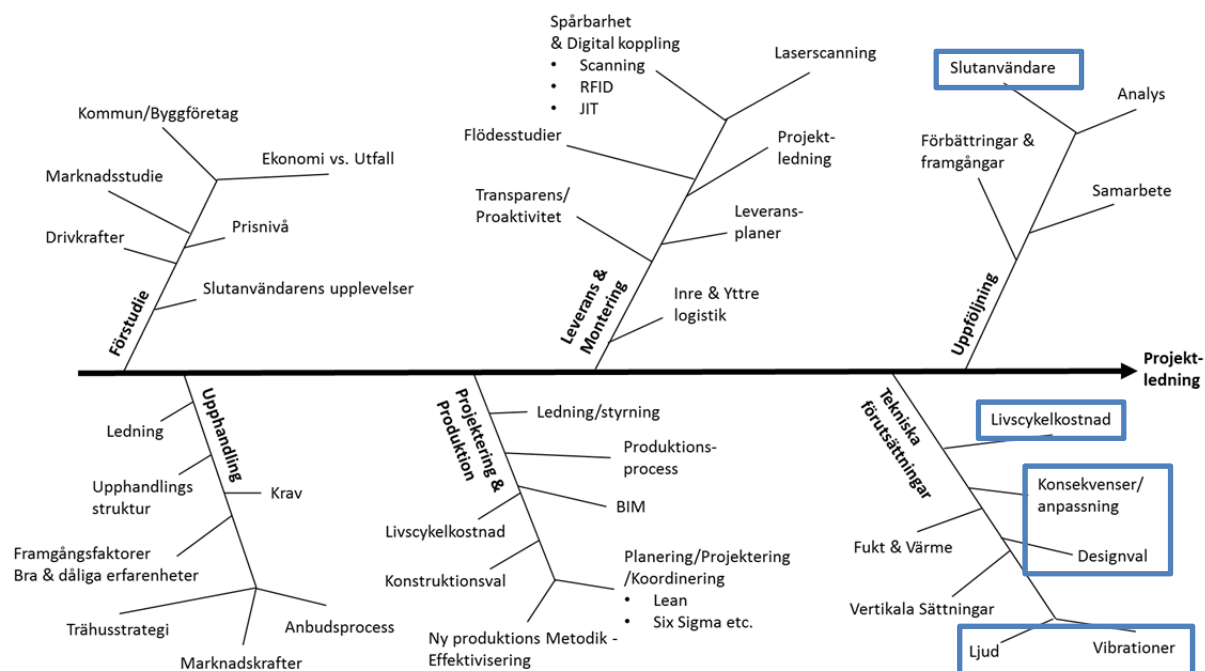 Spårbarhet
& Digital koppling
• Scanning
• RFID
• JIT
Laserscanning
Slutanvändare
Analys
Kommun/Byggföretag
Flödesstudier
Projekt-
ledning
Förbättringar &
framgångar
Ekonomi vs. Utfall
Marknadsstudie
Transparens/
Proaktivitet
Samarbete
Drivkrafter
Prisnivå
Leverans-
planer
Slutanvändarens upplevelser
Inre & Yttre
logistik
Förstudie
Leverans &
Montering
Uppföljning
Projekt-
ledning
Upphandling
Ledning
Upphandlings
struktur
Krav
Framgångsfaktorer
Bra & dåliga erfarenheter
Trähusstrategi
Anbudsprocess
Marknadskrafter
Projektering &
Produktion
Ledning/styrning
Produktions-
process
BIM
Livscykelkostnad
Konstruktionsval
Planering/Projektering
/Koordinering
• Lean
• Six Sigma etc.
Ny produktions Metodik -
Effektivisering
Tekniska
förutsättningar
Livscykelkostnad
Konsekvenser/
anpassning
Fukt & Värme
Designval
Vertikala Sättningar
Ljud
Vibrationer